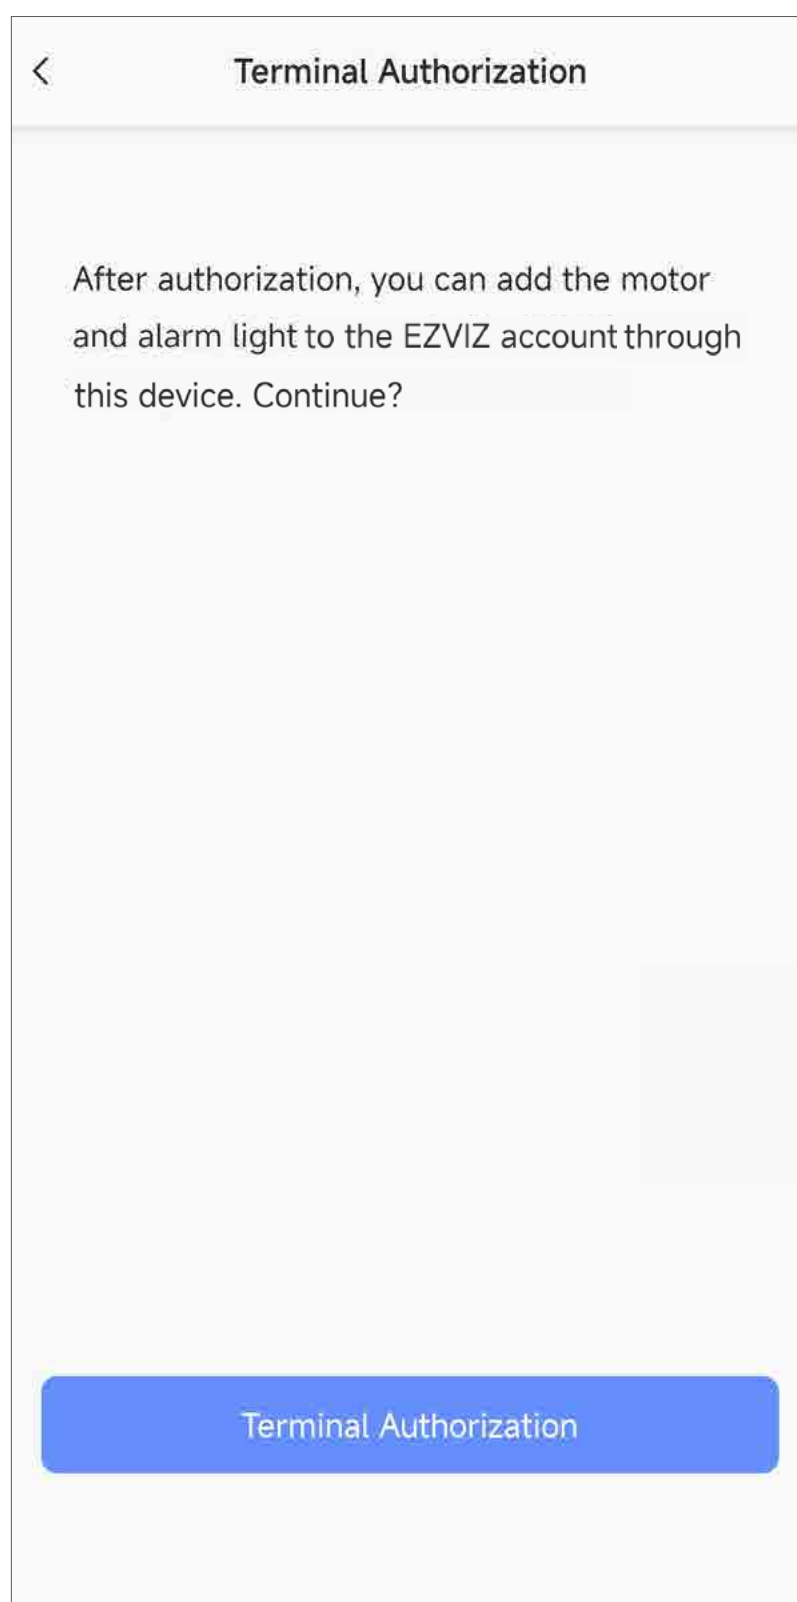 Terminal Authorization
After authorization, you can add the motor
and alarm light to the EZVIZ account through
this device. Continue?
Terminal Authorization